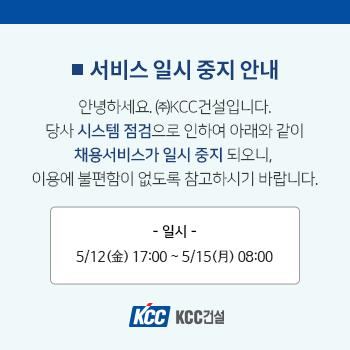 ■ 서비스 일시 중지 안내
안녕하세요. ㈜KCC건설입니다.
당사 시스템 점검으로 인하여 아래와 같이
채용서비스가 일시 중지 되오니,
이용에 불편함이 없도록 참고하시기 바랍니다.
- 일시 -
5/12(金) 17:00 ~ 5/15(月) 08:00
KCC KCC건설